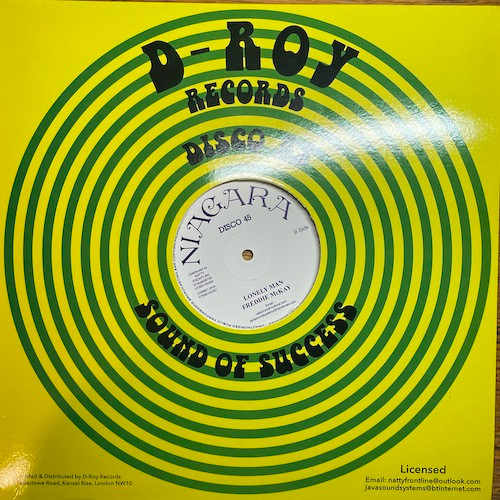 D-ROY
RECORDS
DISCO
NIAGARA
DISCO 45
B Side
LONELY MAN
FREDDIE McKAY
SOUND OF SUCCESS
& Distributed by D-Roy Records
Road, Kensal Rise, London NW10
Licensed
Email: nattyfrontline@outlook.com
javasoundsystems@btinternet.com